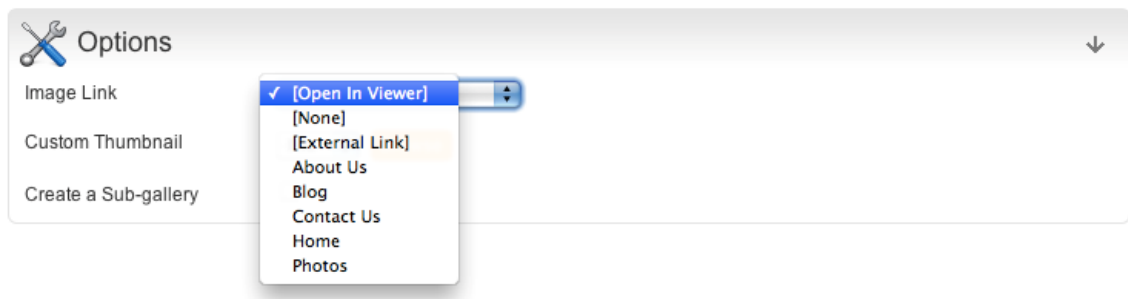 Options
Image Link
✓ [Open In Viewer]
[None]
[External Link]
Custom Thumbnail
About Us
Blog
Create a Sub-gallery
Contact Us
Home
Photos